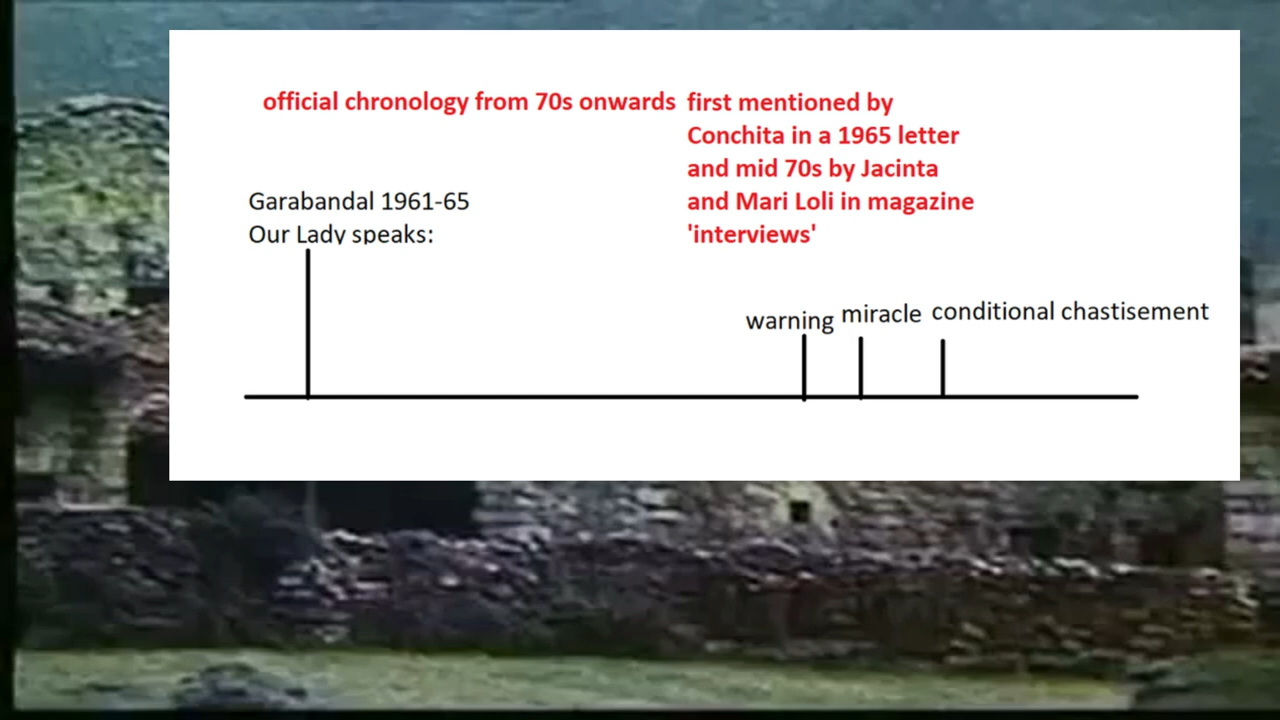 official chronology from 70s onwards
first mentioned by
Conchita in a 1965 letter
and mid 70s by Jacinta
and Mari Loli in magazine
'interviews'
Garabandal 1961-65
Our Lady speaks:
warning
miracle
conditional chastisement